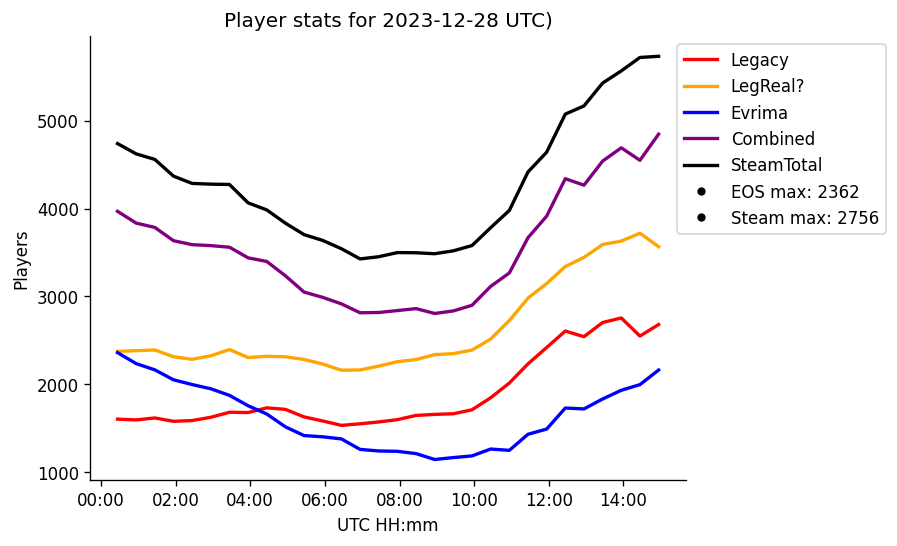 Player stats for 2023-12-28 UTC)
Legacy
LegReal?
Evrima
Combined
SteamTotal
EOS max: 2362
Steam max: 2756
Players
5000
4000
3000
2000
1000
00:00 02:00 04:00 06:00 08:00 10:00 12:00 14:00
UTC HH:mm